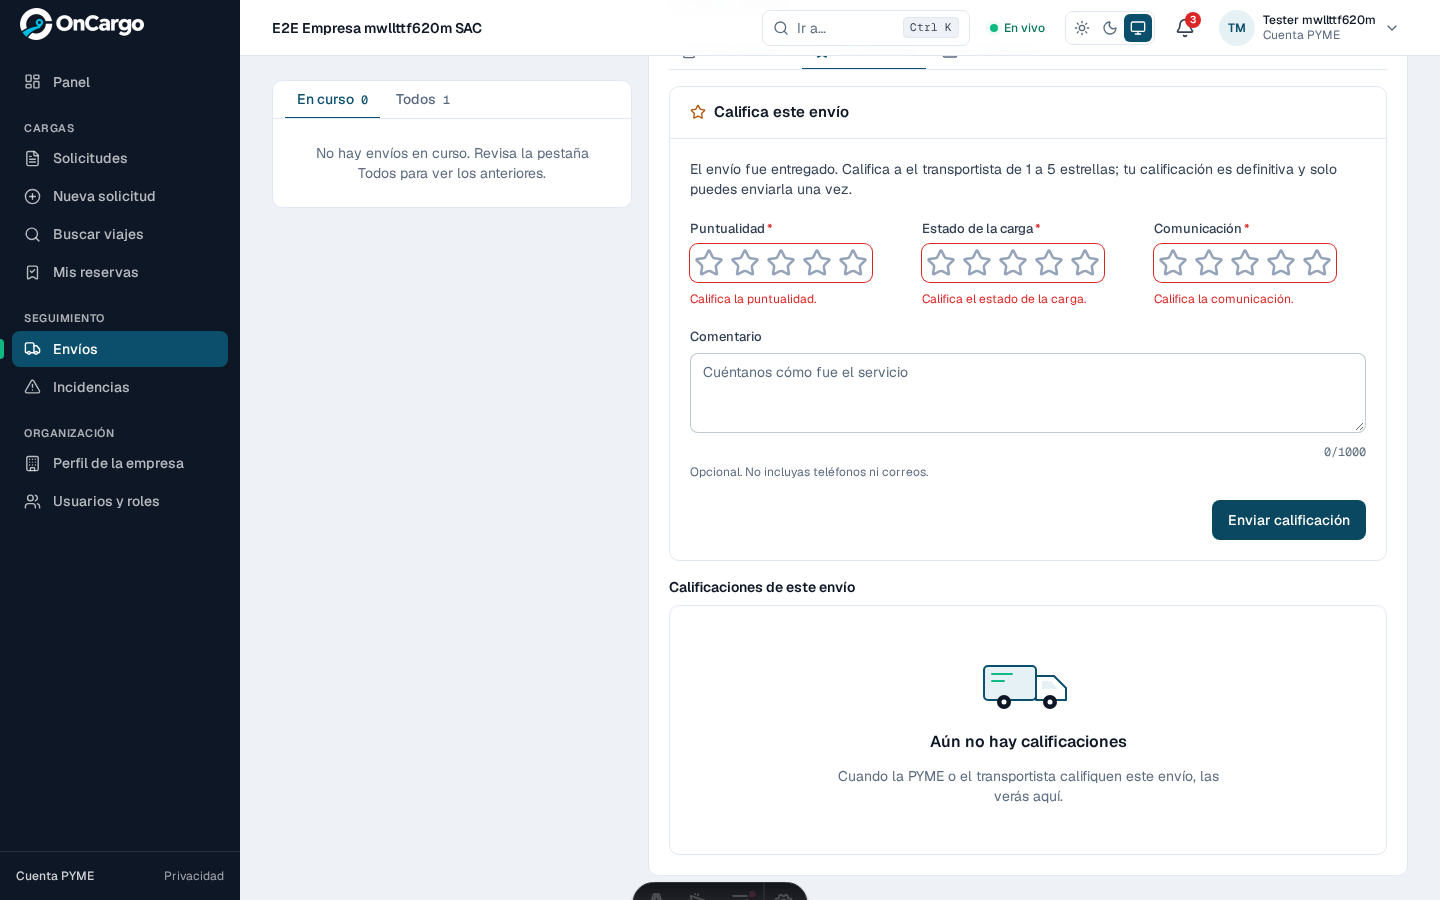 OnCargo
E2E Empresa mwllttf620m SAC
Ir a...
Ctrl K
En vivo
3
TM
Tester mwllttf620m
Cuenta PYME
Panel
CARGAS
Solicitudes
Nueva solicitud
Buscar viajes
Mis reservas
SEGUIMIENTO
Envíos
Incidencias
ORGANIZACIÓN
Perfil de la empresa
Usuarios y roles
Cuenta PYME
Privacidad
En curso 0
Todos 1
No hay envíos en curso. Revisa la pestaña
Todos para ver los anteriores.
Califica este envío
El envío fue entregado. Califica a el transportista de 1 a 5 estrellas; tu calificación es definitiva y solo
puedes enviarla una vez.
Puntualidad *
Estado de la carga *
Comunicación *
Califica la puntualidad.
Califica el estado de la carga.
Califica la comunicación.
Comentario
Cuéntanos cómo fue el servicio
0/1000
Opcional. No incluyas teléfonos ni correos.
Enviar calificación
Calificaciones de este envío
Aún no hay calificaciones
Cuando la PYME o el transportista califiquen este envío, las
verás aquí.